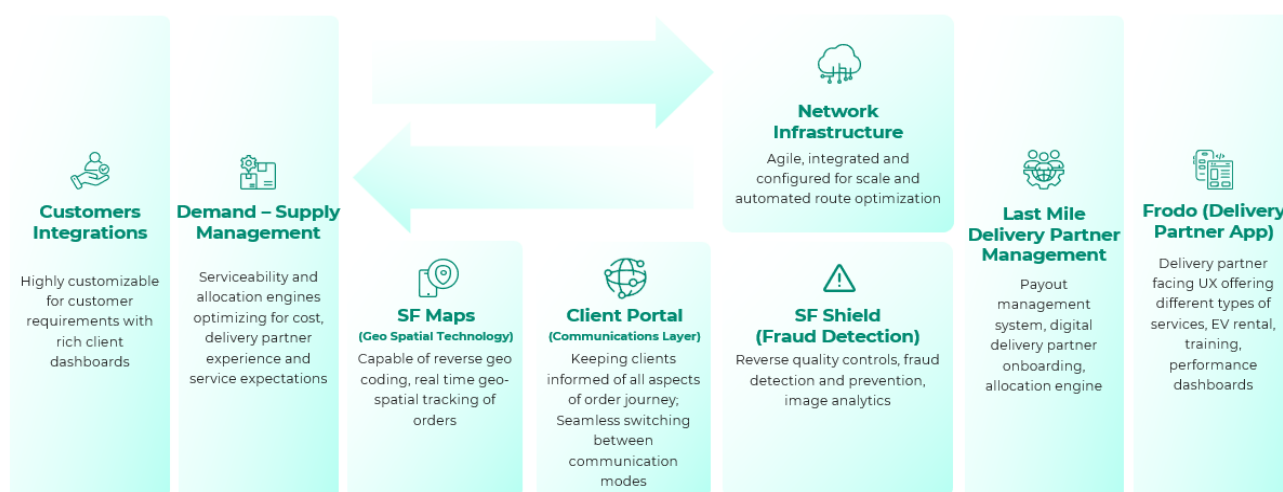 Customers
Integrations
Highly customizable
for customer
requirements with
rich client
dashboards
Demand – Supply
Management
Serviceability and
allocation engines
optimizing for cost,
delivery partner
experience and
service expectations
SF Maps
(Geo Spatial Technology)
Capable of reverse geo
coding, real time geo-
spatial tracking of
orders
Client Portal
(Communications Layer)
Keeping clients
informed of all aspects
of order journey;
Seamless switching
between
communication
modes
Network
Infrastructure
Agile, integrated and
configured for scale and
automated route optimization
SF Shield
(Fraud Detection)
Reverse quality controls, fraud
detection and prevention,
image analytics
Last Mile
Delivery Partner
Management
Payout
management
system, digital
delivery partner
onboarding,
allocation engine
Frodo (Delivery
Partner App)
Delivery partner
facing UX offering
different types of
services, EV rental,
training,
performance
dashboards